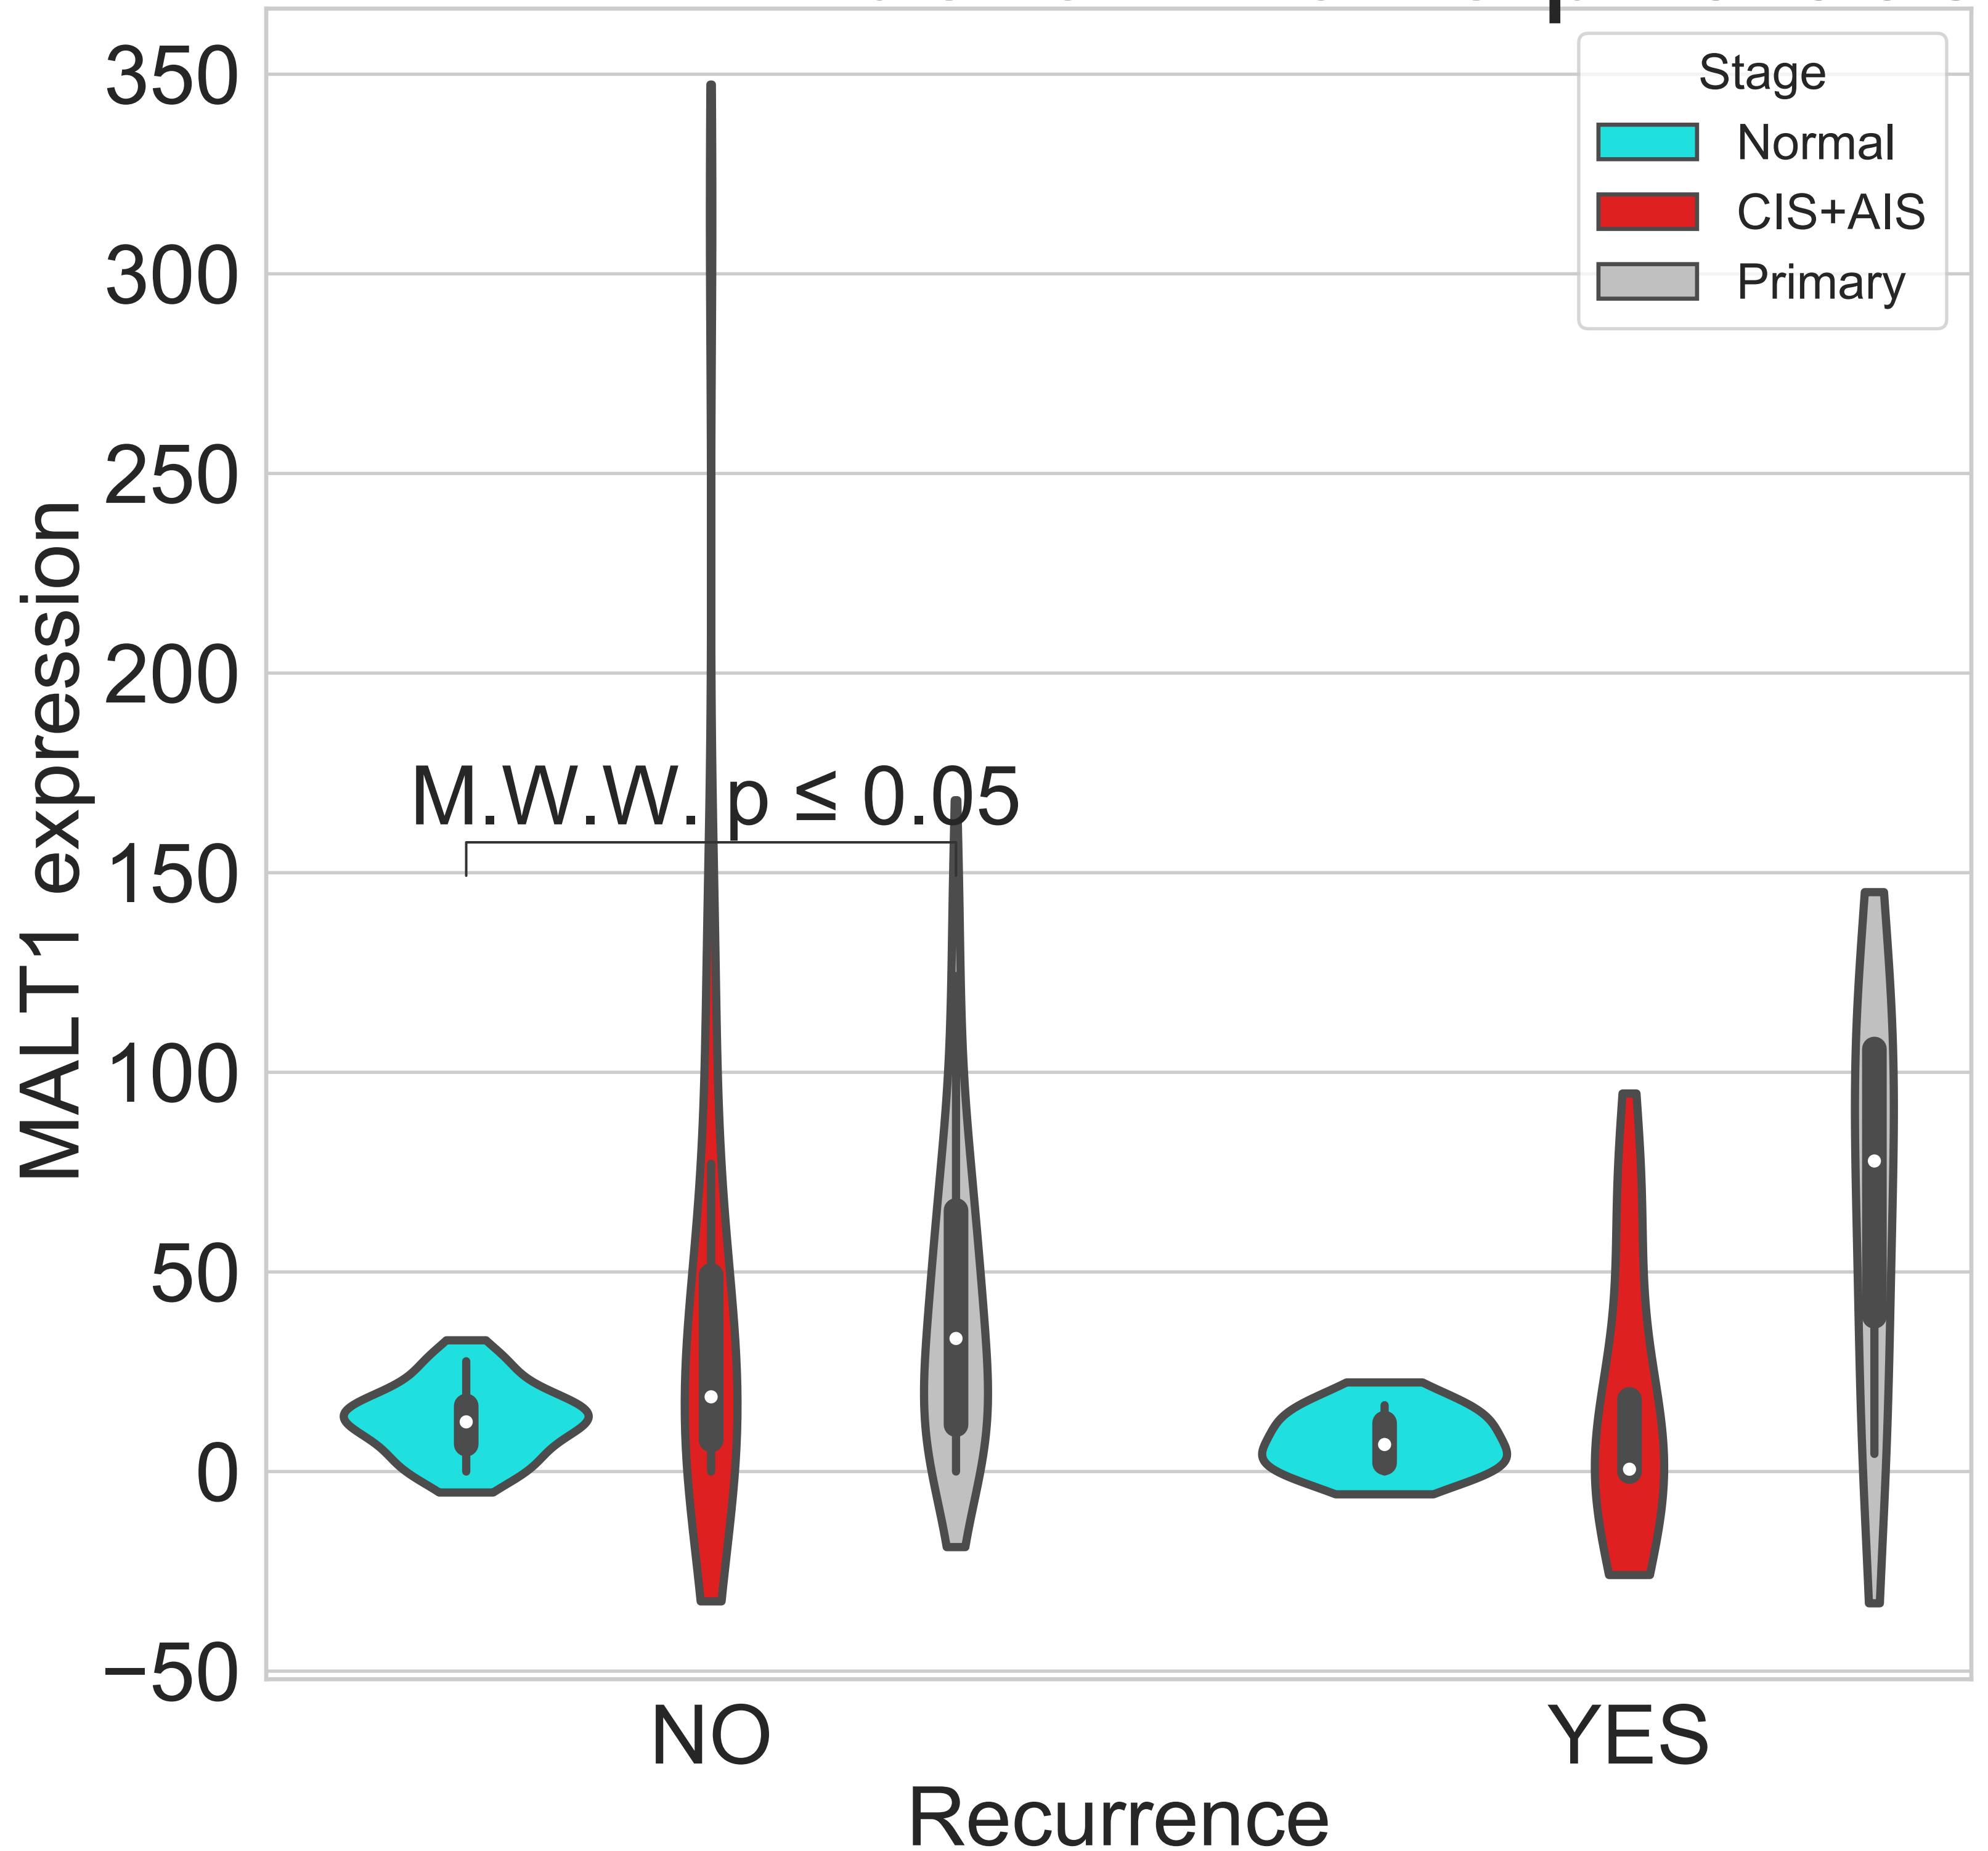 Stage
Normal
CIS+AIS
Primary
350
300
250
200
150
100
50
0
−50
MALT1 expression
M.W.W. p ≤ 0.05
NO
YES
Recurrence